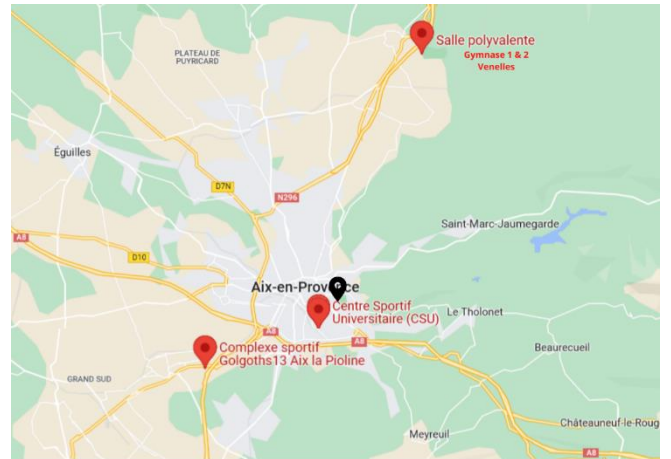 Salle polyvalente
Gymnase 1 & 2
Venelles
PLATEAU DE
PUYRICARD
Éguilles
D7N
N296
Saint-Marc-Jaumegarde
A8
D10
Aix-en-Provence
Centre Sportif
Universitaire (CSU)
Le Tholonet
A8
A8
Complexe sportif
Golgoths13 Aix la Pioline
Beaurecueil
GRAND SUD
Châteauneuf-le-Rouge
Meyreuil
A8